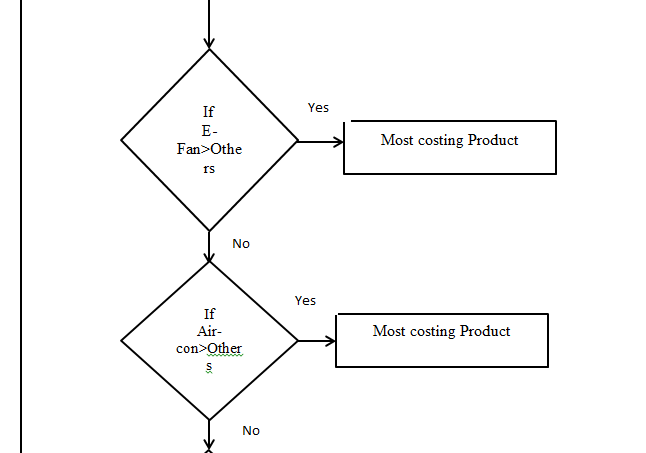 If
E-
Fan>Othe
rs
Yes
Most costing Product
No
If
Air-
con>Other
s
Yes
Most costing Product
No